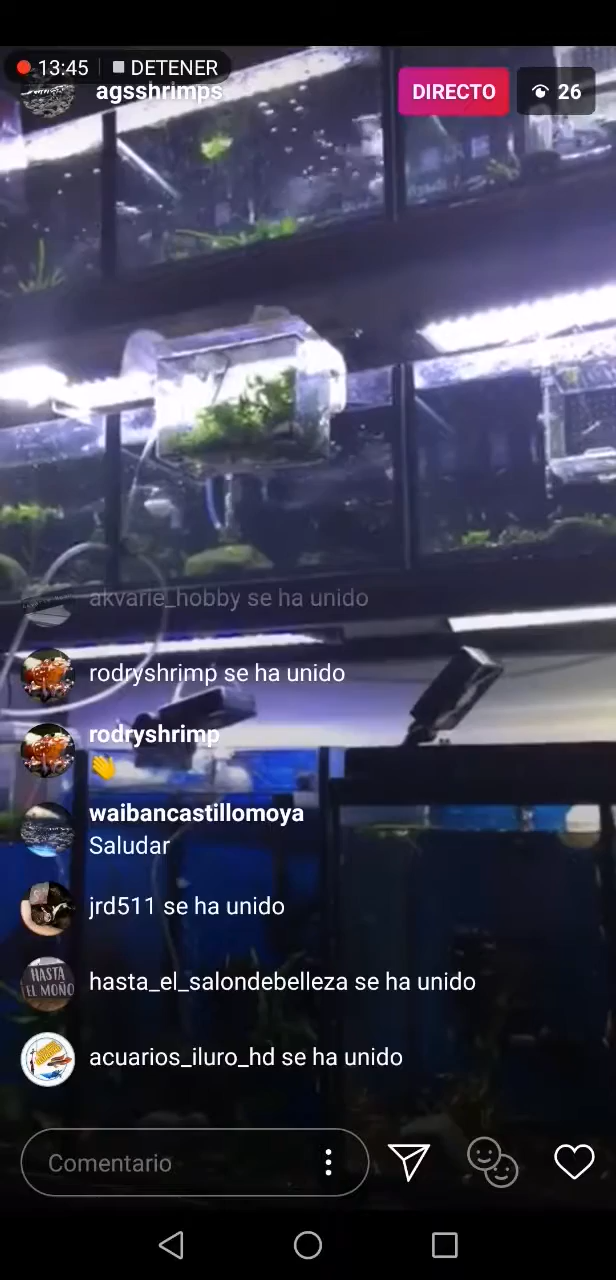 13:45 DETENER
agsshrimps
DIRECTO 26
akvarie_hobby se ha unido
rodryshrimp se ha unido
rodryshrimp
👋
waibancastillomoya
Saludar
jrd511 se ha unido
HASTA
EL MOÑO
hasta_el_salondebelleza se ha unido
acuarios_iluro_hd se ha unido
Comentario